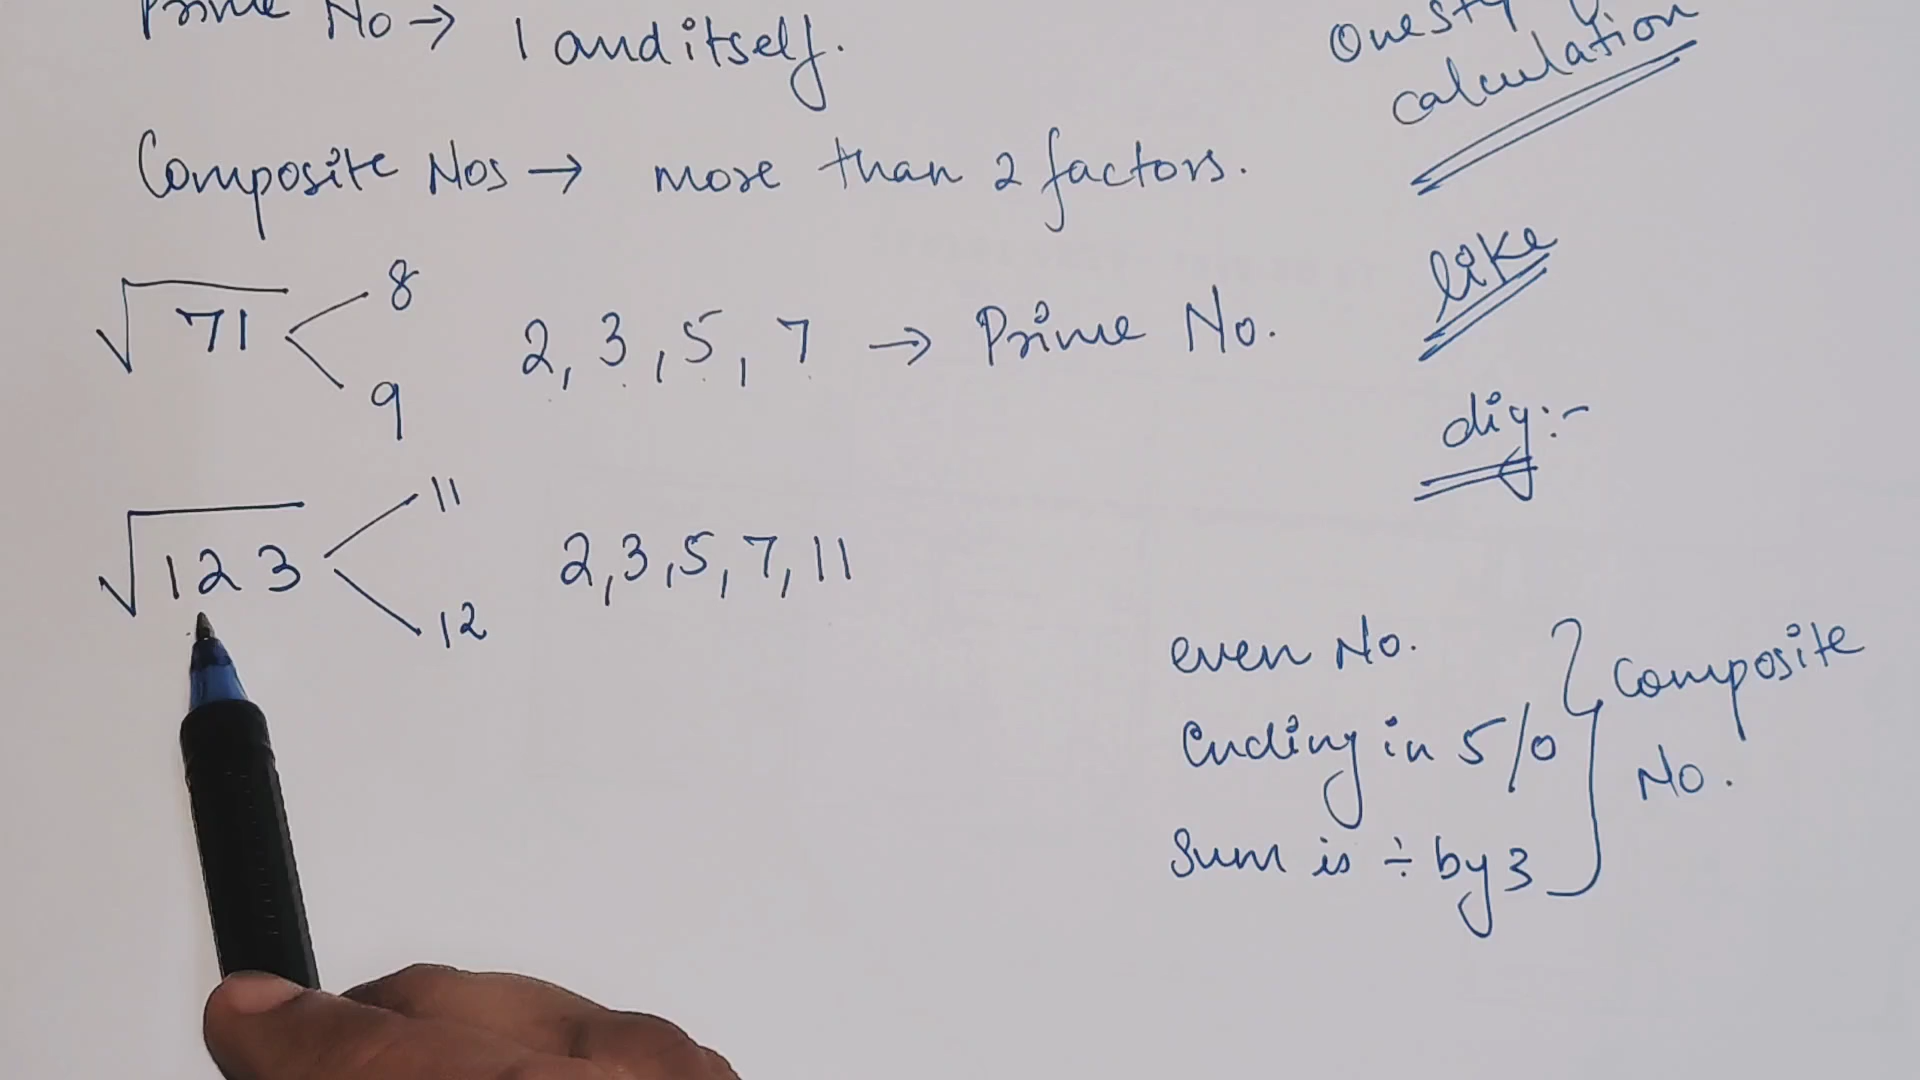 Prime No → 1 and itself.
Composite Nos → more than 2 factors.
√71 8 9 2, 3, 5, 7 → Prime No.
√123 11 12 2, 3, 5, 7, 11
calculation
like
dig:-
even No.
Ending in 5/0
Sum is ÷ by 3
Composite
No.